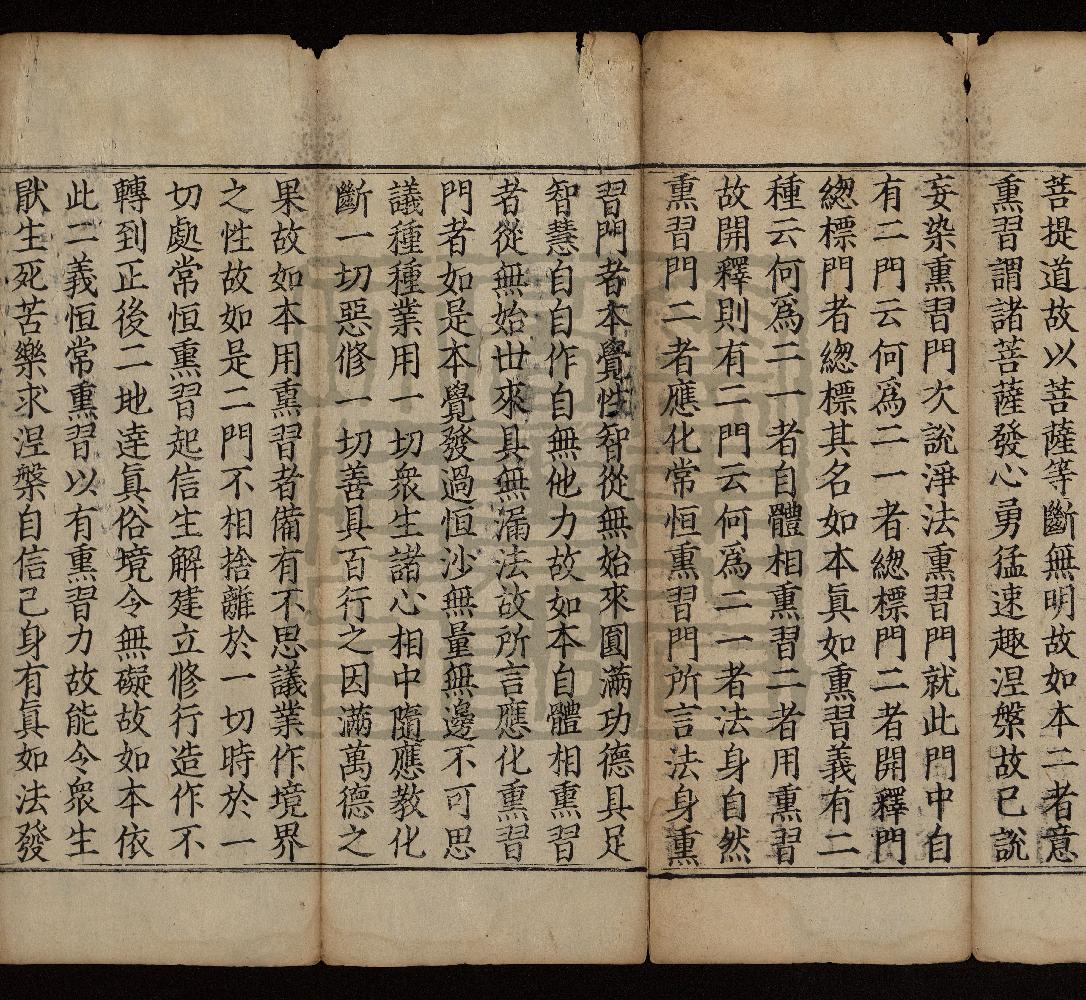 菩提道故以菩薩等斷無明故如本二者意
熏習謂諸菩薩發心勇猛速趣涅槃故已說
妄染熏習門次說淨法熏習門就此門中自
有二門云何為二一者緫標門二者開釋門
緫標門者緫標其名如本真如熏習義有二
種云何爲二一者自體相熏習二者用熏習
故開釋則有二門云何爲二一者法身自然
熏習門二者應化常恒熏習門所言法身熏
習門者本覺性智從無始來圓滿功德具足
智慧自自作自無他力故如本自體相熏習
者從無始世來具無漏法故所言應化熏習
門者如是本覺發過恒沙無量無邊不可思
議種種業用一切衆生諸心相中隨應教化
斷一切惡修一切善具百行之因滿萬德之
果故如本用熏習者備有不思議業作境界
之性故如是二門不相捨離於一切時於一
切處常恒熏習起信生解建立修行造作不
轉到正後二地達真俗境令無礙故如本依
此二義恒常熏習以有熏習力故能令衆生
猒生死苦樂求涅槃自信己身有真如法發